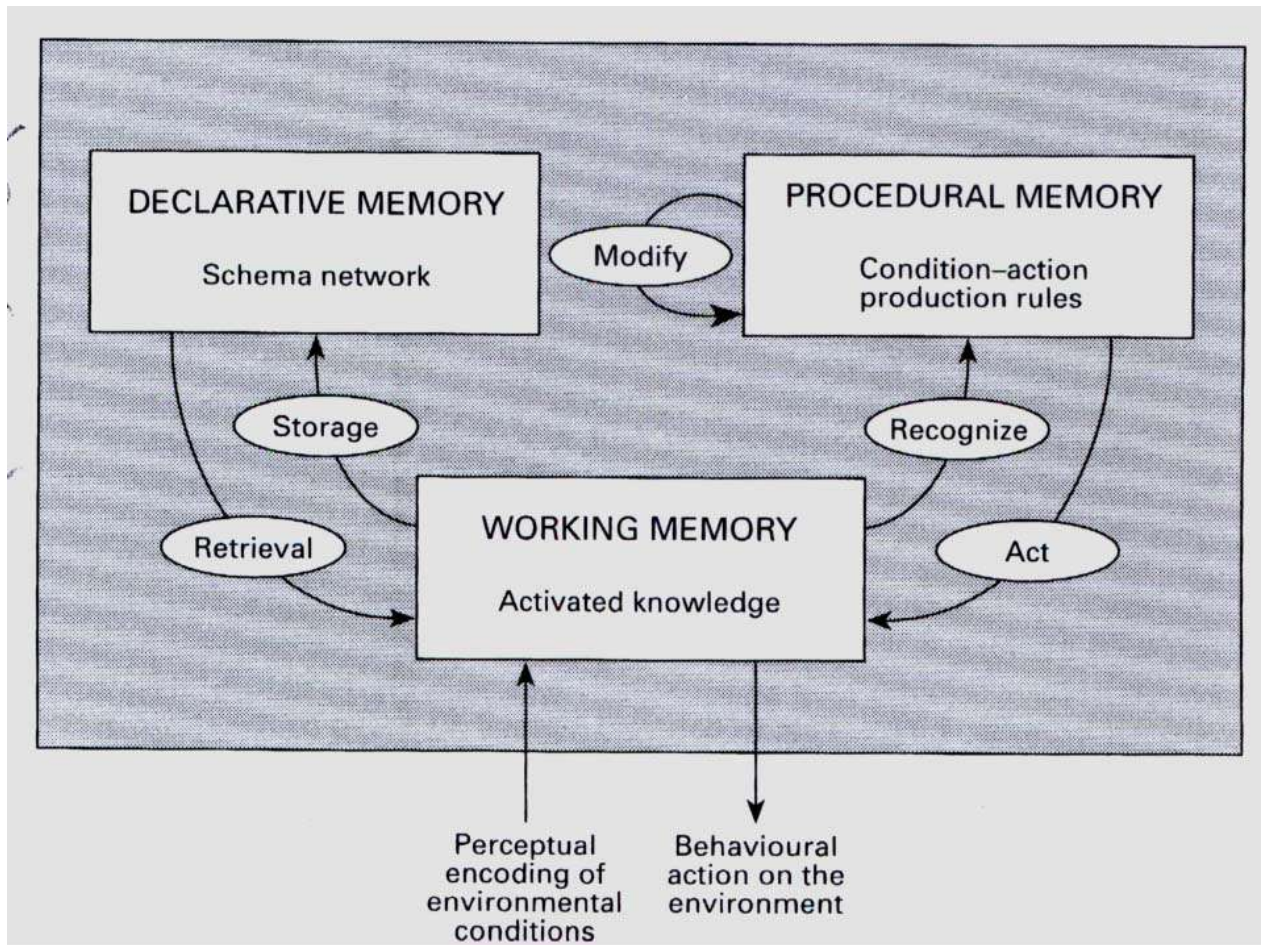 DECLARATIVE MEMORY
Schema network
PROCEDURAL MEMORY
Condition–action
production rules
Modify
Storage
Recognize
Retrieval
Act
WORKING MEMORY
Activated knowledge
Perceptual
encoding of
environmental
conditions
Behavioural
action on the
environment